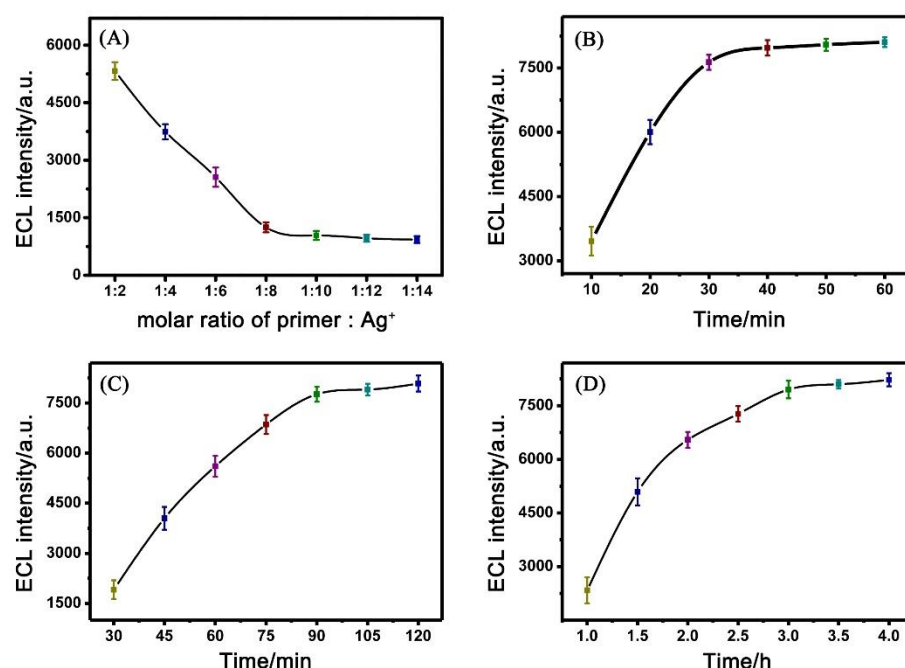 (A)
ECL intensity/a.u.
6000
4500
3000
1500
0
1:2 1:4 1:6 1:8 1:10 1:12 1:14
molar ratio of primer : Ag⁺
(B)
ECL intensity/a.u.
7500
6000
4500
3000
10 20 30 40 50 60
Time/min
(C)
ECL intensity/a.u.
7500
6000
4500
3000
1500
30 45 60 75 90 105 120
Time/min
(D)
ECL intensity/a.u.
7500
6000
4500
3000
1.0 1.5 2.0 2.5 3.0 3.5 4.0
Time/h